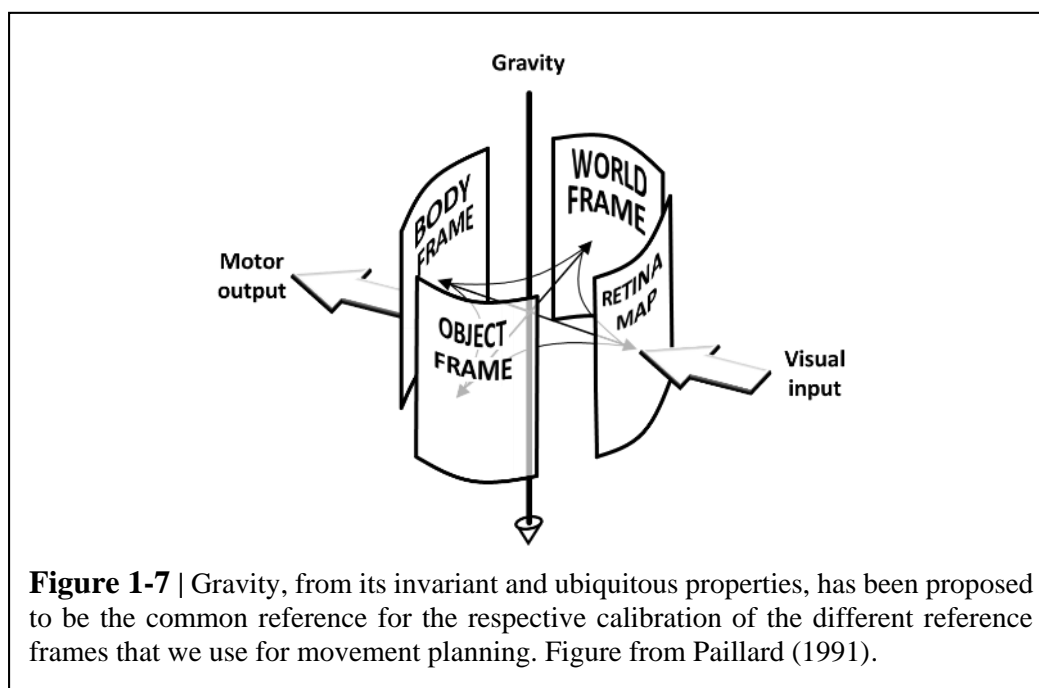 Gravity
BODY
FRAME
WORLD
FRAME
Motor
output
RETINA
MAP
OBJECT
FRAME
Visual
input
Figure 1-7 | Gravity, from its invariant and ubiquitous properties, has been proposed
to be the common reference for the respective calibration of the different reference
frames that we use for movement planning. Figure from Paillard (1991).